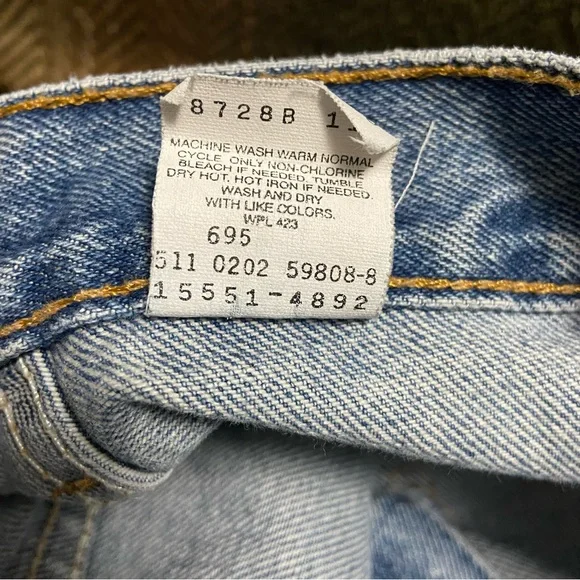 8728B 1
MACHINE WASH WARM NORMAL
CYCLE. ONLY NON-CHLORINE
BLEACH IF NEEDED. TUMBLE
DRY HOT. HOT IRON IF NEEDED.
WASH AND DRY
WITH LIKE COLORS.
WPL 423
695
511 0202 59808-8
15551-4892